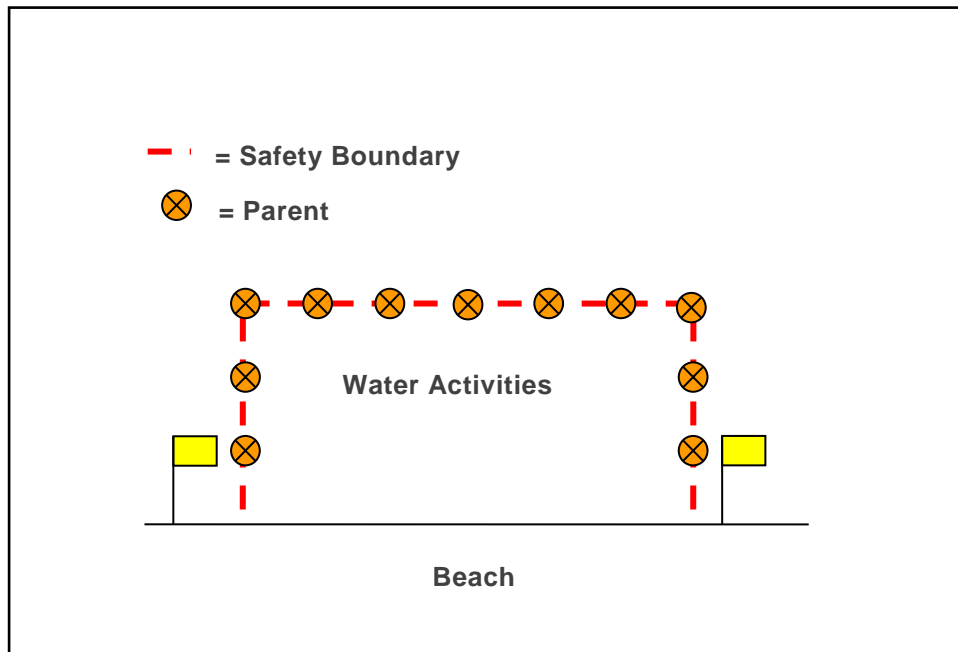 = Safety Boundary
= Parent
Water Activities
Beach